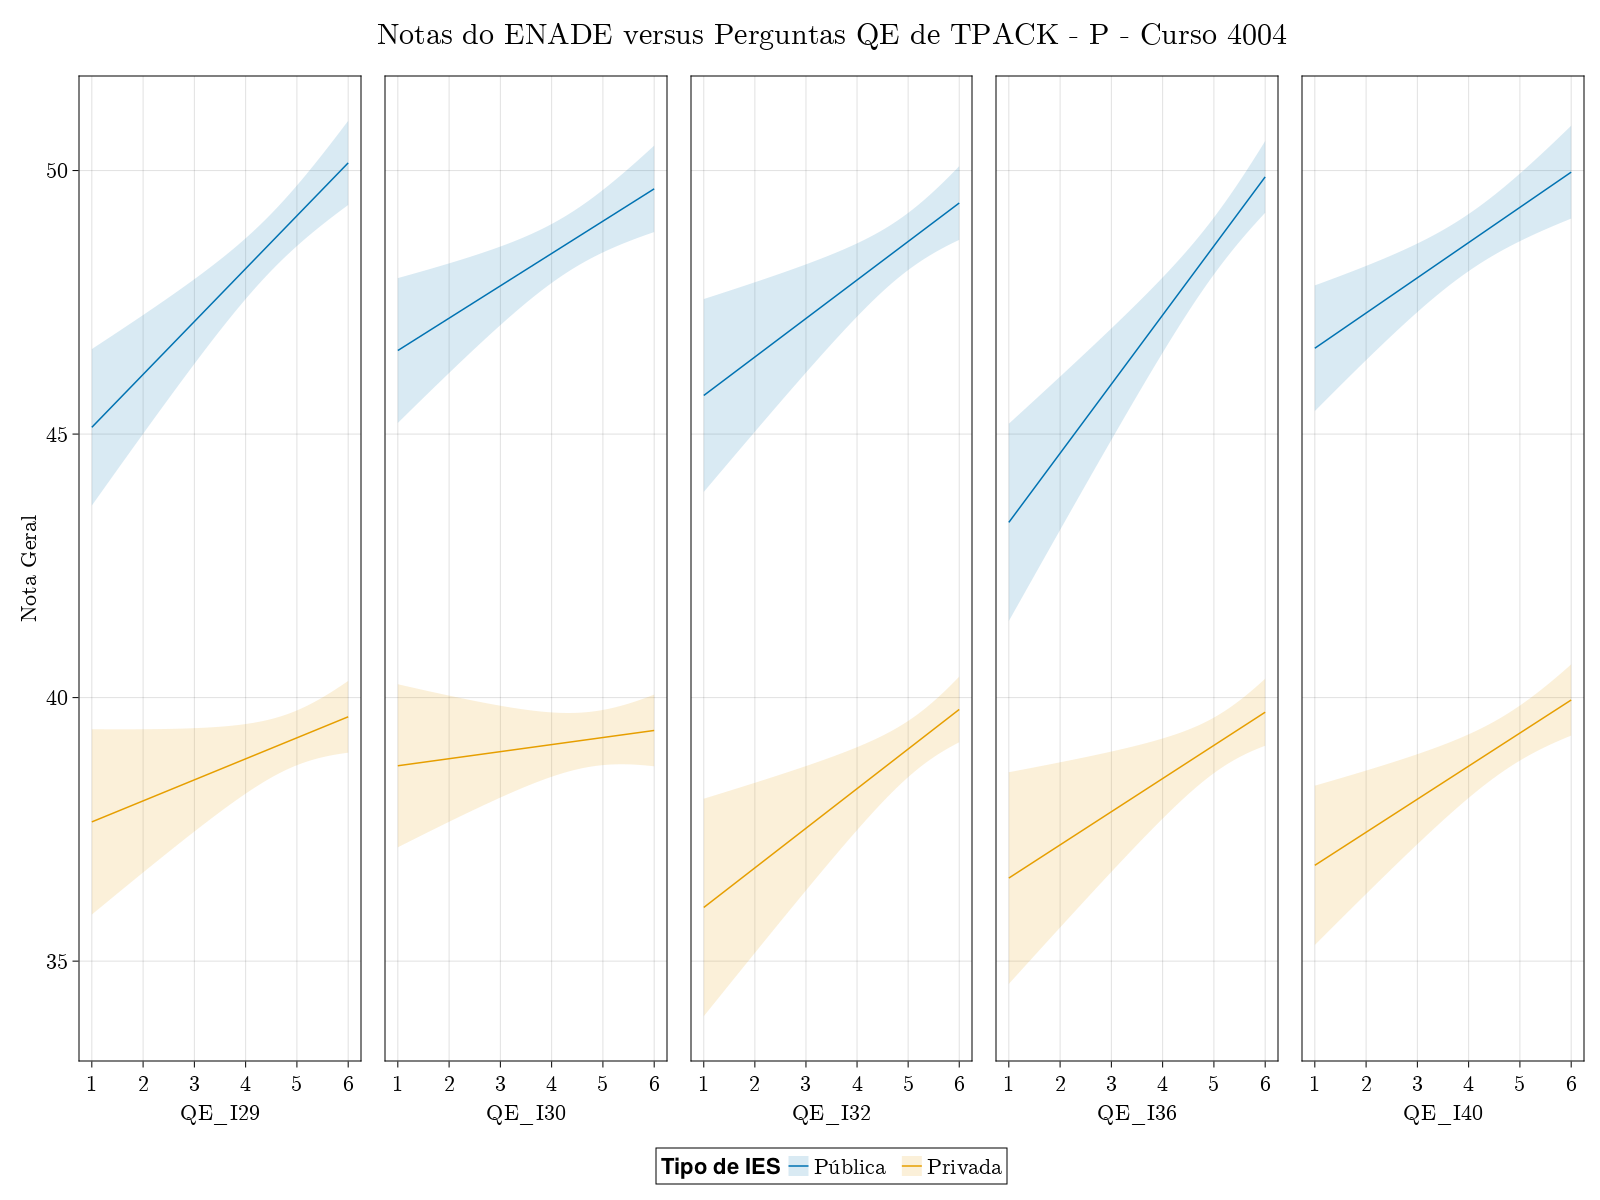 Notas do ENADE versus Perguntas QE de TPACK - P - Curso 4004
Nota Geral
50
45
40
35
1 2 3 4 5 6
QE_I29
1 2 3 4 5 6
QE_I30
1 2 3 4 5 6
QE_I32
1 2 3 4 5 6
QE_I36
1 2 3 4 5 6
QE_I40
Tipo de IES Pública Privada